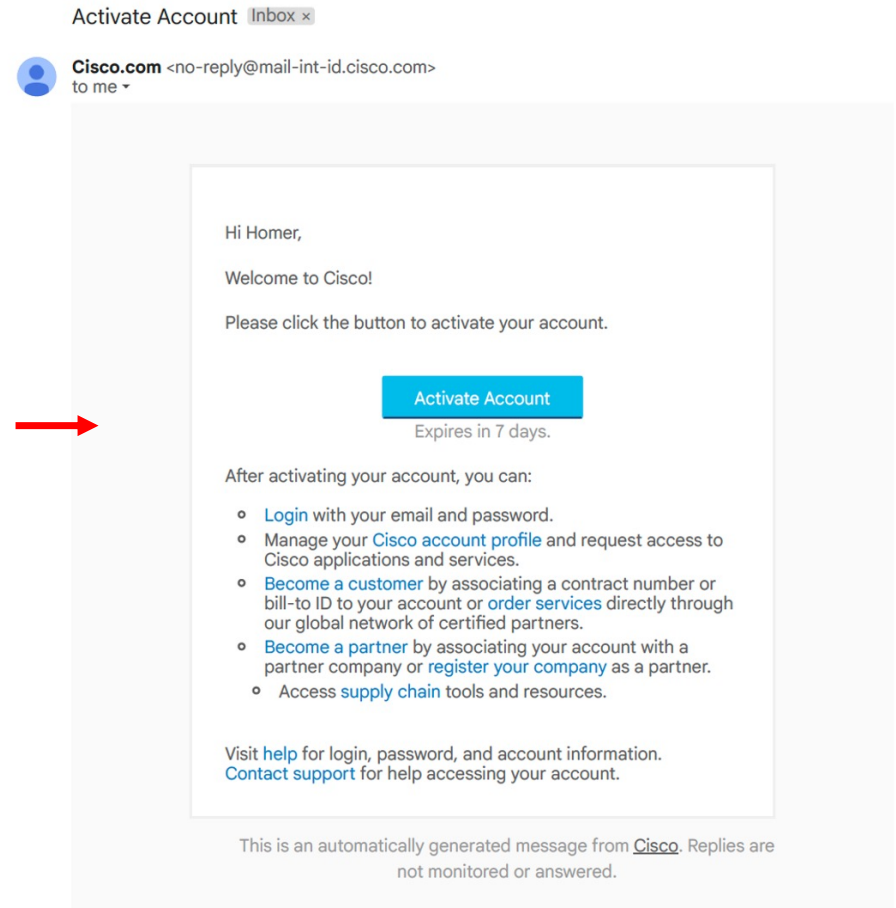 Activate Account Inbox ×
Cisco.com <no-reply@mail-int-id.cisco.com>
to me
Hi Homer,
Welcome to Cisco!
Please click the button to activate your account.
Activate Account
Expires in 7 days.
After activating your account, you can:
Login with your email and password.
Manage your Cisco account profile and request access to
Cisco applications and services.
Become a customer by associating a contract number or
bill-to ID to your account or order services directly through
our global network of certified partners.
Become a partner by associating your account with a
partner company or register your company as a partner.
Access supply chain tools and resources.
Visit help for login, password, and account information.
Contact support for help accessing your account.
This is an automatically generated message from Cisco. Replies are
not monitored or answered.